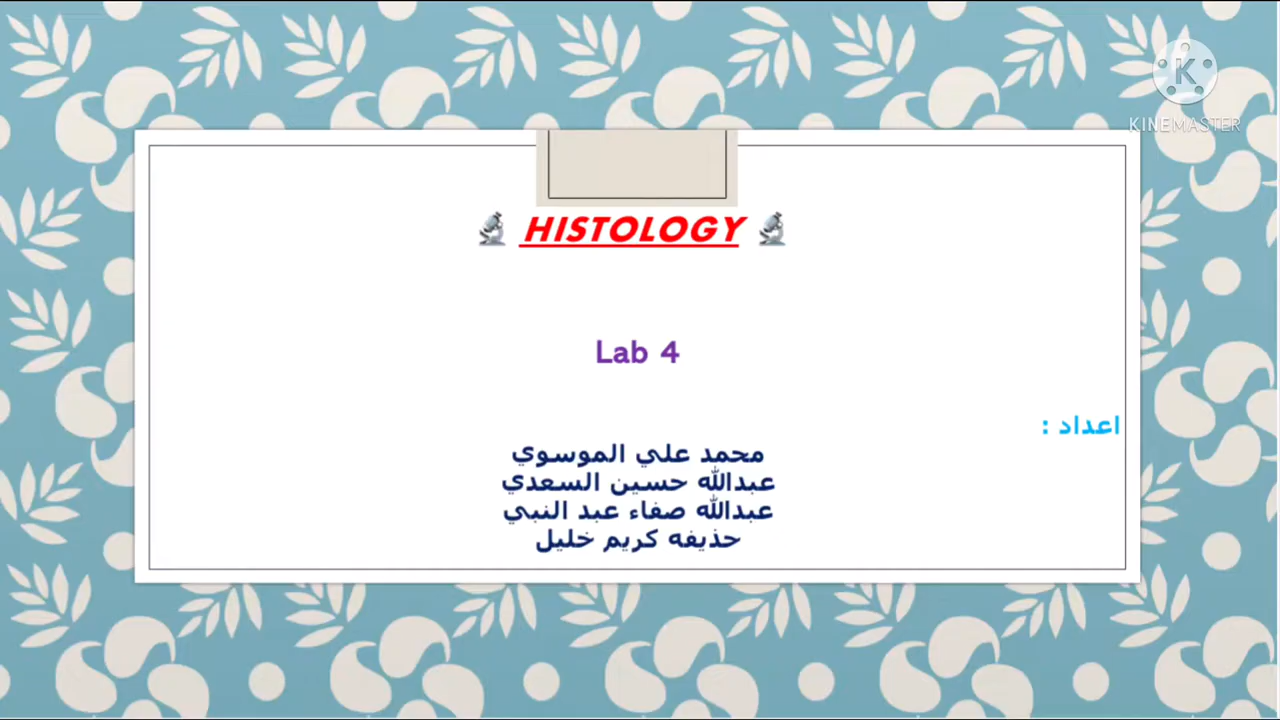 KINEMASTER
HISTOLOGY
Lab 4
اعداد :
محمد علي الموسوي
عبدالله حسين السعدي
عبدالله صفاء عبد النبي
حذيفه كريم خليل